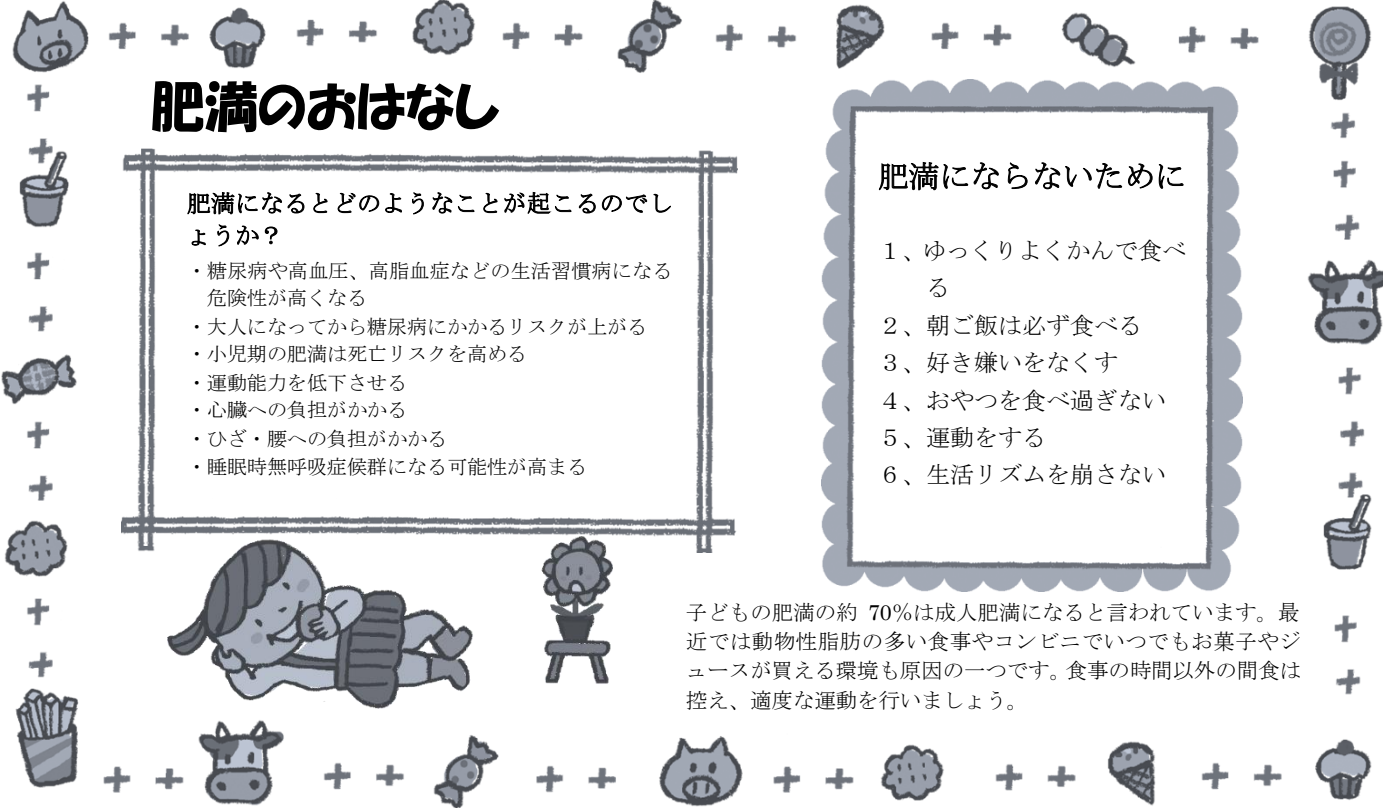 肥満のおはなし
肥満になるとどのようなことが起こるのでし
ょうか？
・糖尿病や高血圧、高脂血症などの生活習慣病になる
危険性が高くなる
・大人になってから糖尿病にかかるリスクが上がる
・小児期の肥満は死亡リスクを高める
・運動能力を低下させる
・心臓への負担がかかる
・ひざ・腰への負担がかかる
・睡眠時無呼吸症候群になる可能性が高まる
肥満にならないために
１、ゆっくりよくかんで食べ
る
２、朝ご飯は必ず食べる
３、好き嫌いをなくす
４、おやつを食べ過ぎない
５、運動をする
６、生活リズムを崩さない
子どもの肥満の約 70％は成人肥満になると言われています。最
近では動物性脂肪の多い食事やコンビニでいつでもお菓子やジ
ュースが買える環境も原因の一つです。食事の時間以外の間食は
控え、適度な運動を行いましょう。